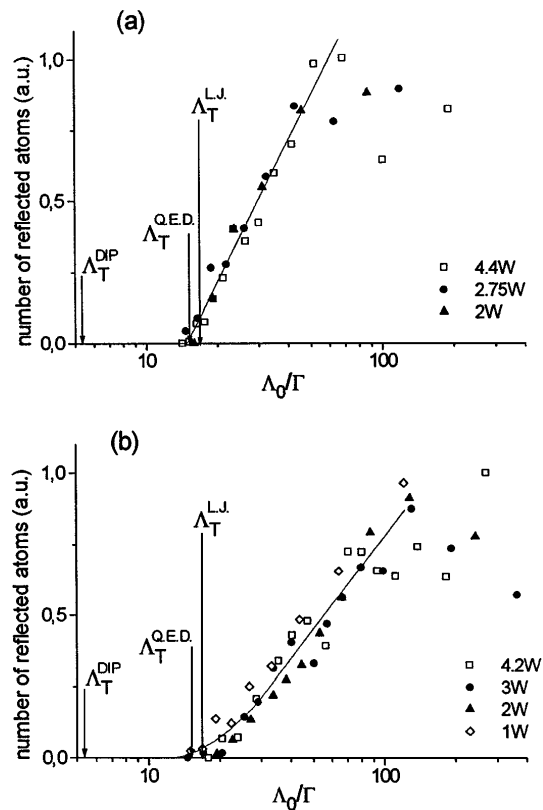 (a)
number of reflected atoms (a.u.)
1,0
0,5
0,0
Λ_T^L.J.
Λ_T^Q.E.D.
Λ_T^DIP
4.4W
2.75W
2W
10
100
Λ₀/Γ
(b)
number of reflected atoms (a.u.)
1,0
0,5
0,0
Λ_T^L.J.
Λ_T^Q.E.D.
Λ_T^DIP
4.2W
3W
2W
1W
10
100
Λ₀/Γ